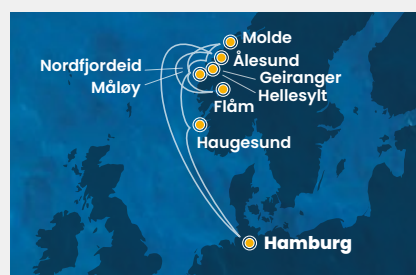 Molde
Ålesund
Nordfjordeid
Geiranger
Måløy
Hellesylt
Flåm
Haugesund
Hamburg